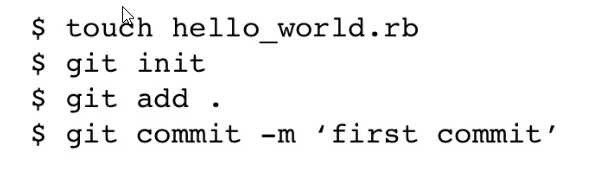 $ touch hello_world.rb
$ git init
$ git add .
$ git commit -m ‘first commit’